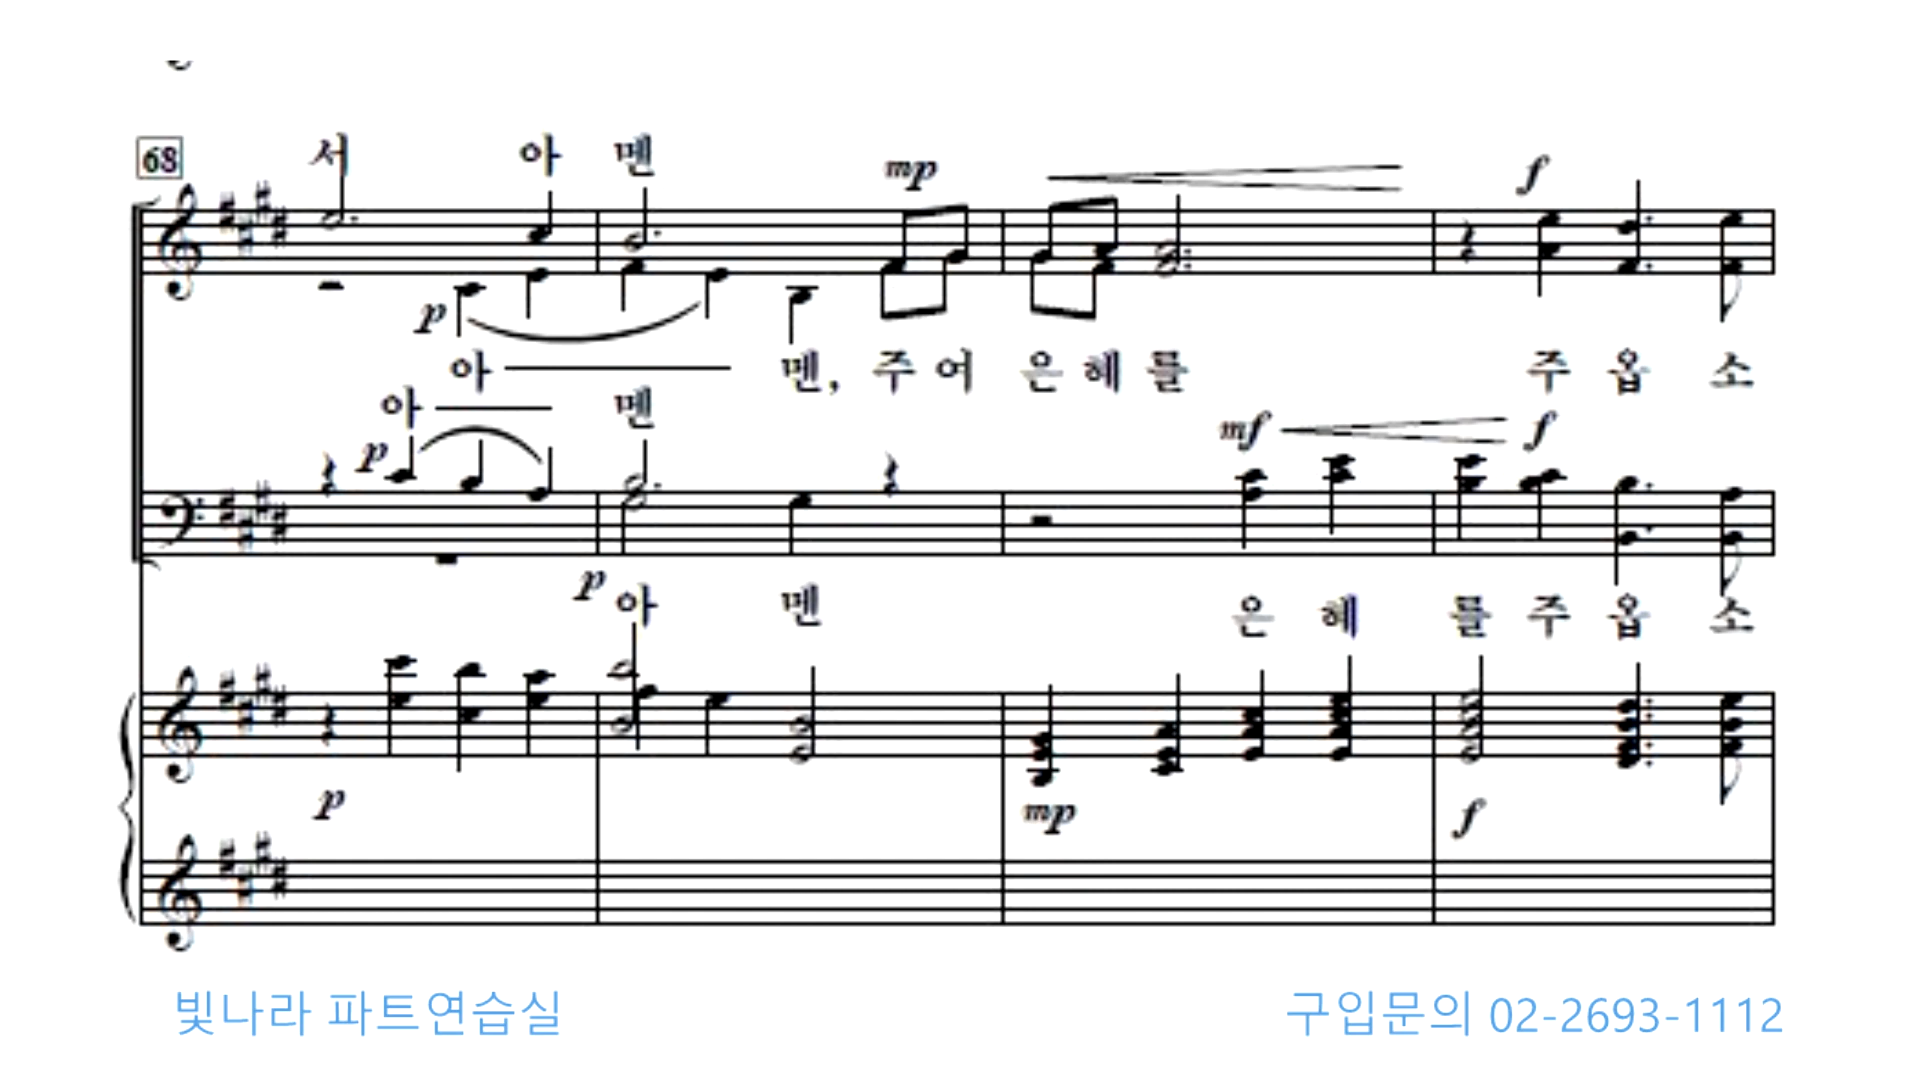 68
서 아 멘
mp f
p
아 멘, 주 여 은 혜 를 주 옵 소
아 멘
mf f
p
p
아 멘 은 혜 를 주 옵 소
p mp f
빛나라 파트연습실 구입문의 02-2693-1112